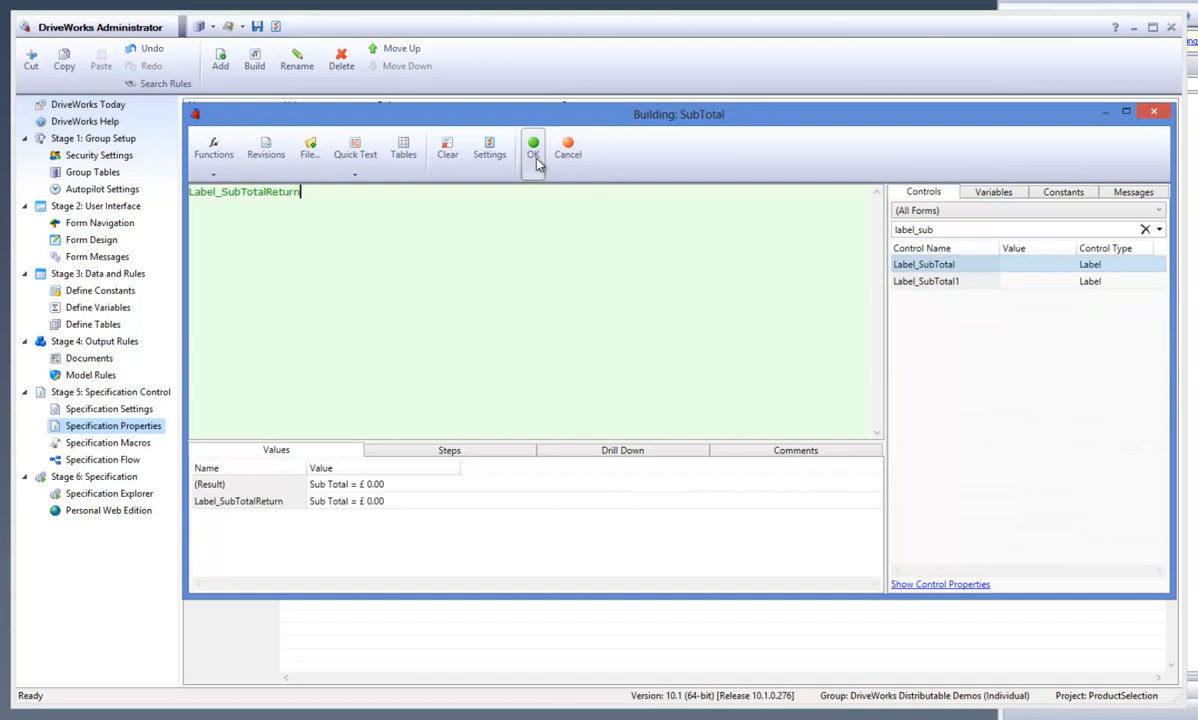 DriveWorks Administrator
Cut
Copy
Paste
Undo
Redo
Search Rules
Add
Build
Rename
Delete
Move Up
Move Down
DriveWorks Today
DriveWorks Help
Stage 1: Group Setup
Security Settings
Group Tables
Autopilot Settings
Stage 2: User Interface
Form Navigation
Form Design
Form Messages
Stage 3: Data and Rules
Define Constants
Define Variables
Define Tables
Stage 4: Output Rules
Documents
Model Rules
Stage 5: Specification Control
Specification Settings
Specification Properties
Specification Macros
Specification Flow
Stage 6: Specification
Specification Explorer
Personal Web Edition
Building: SubTotal
Functions
Revisions
File...
Quick Text
Tables
Clear
Settings
OK
Cancel
Label_SubTotalReturn
Controls
Variables
Constants
Messages
(All Forms)
label_sub
Control Name Value Control Type
Label_SubTotal Label
Label_SubTotal1 Label
Show Control Properties
Values
Steps
Drill Down
Comments
Name Value
(Result) Sub Total = £ 0.00
Label_SubTotalReturn Sub Total = £ 0.00
Ready
Version: 10.1 (64-bit) [Release 10.1.0.276]
Group: DriveWorks Distributable Demos (Individual)
Project: ProductSelection